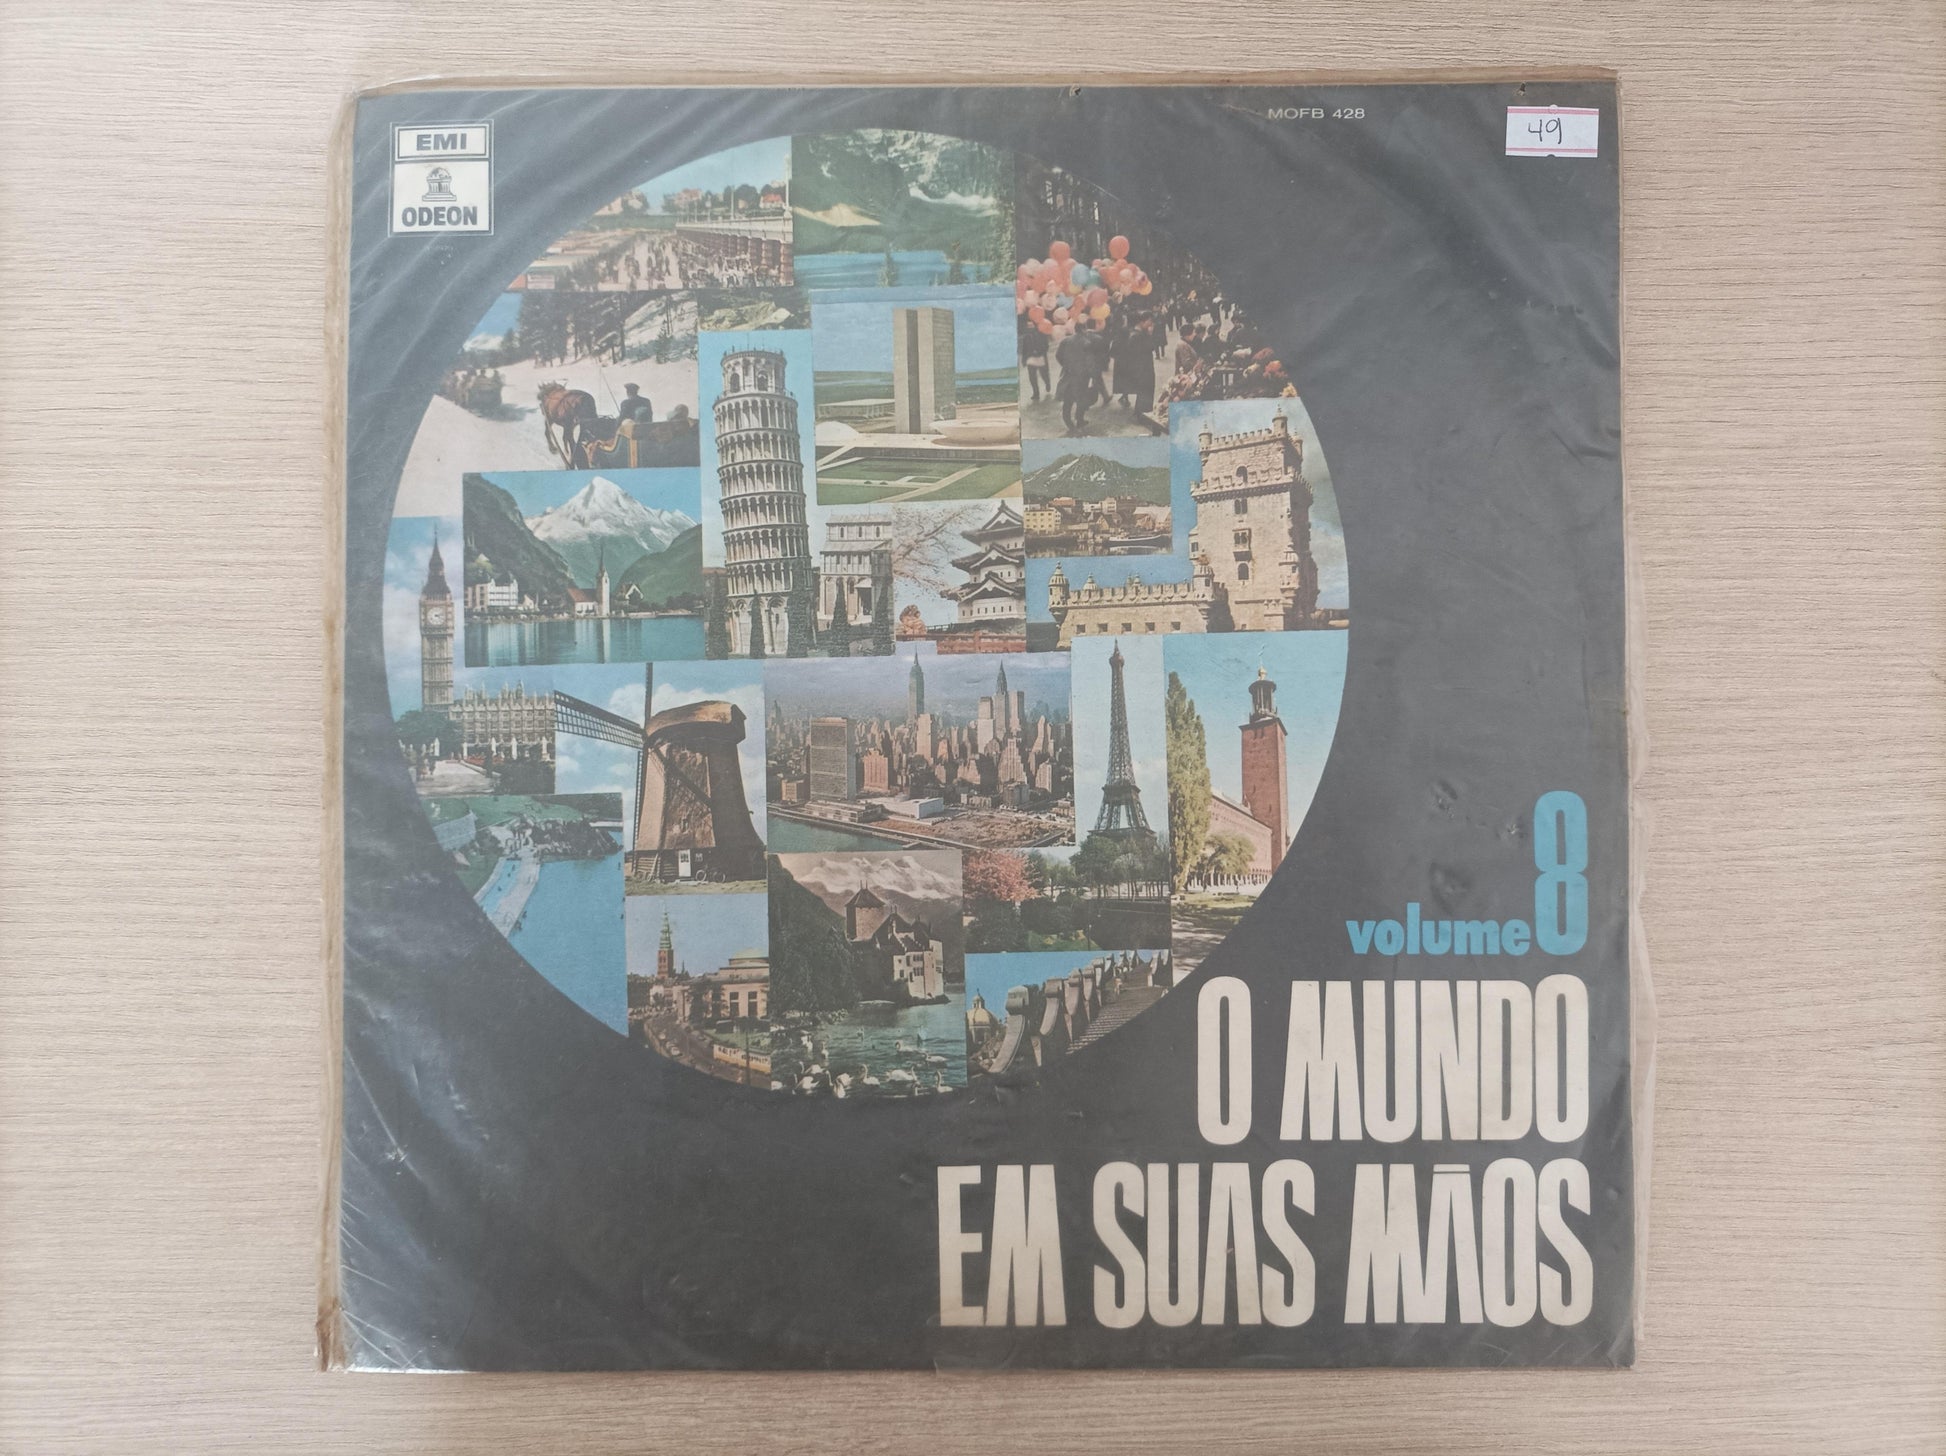 EMI
ODEON
MOFB 428
49
volume 8
O MUNDO
EM SUAS MÃOS